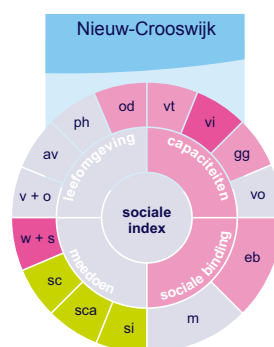 Nieuw-Crooswijk
od
vt
ph
vi
av
gg
leefomgeving
capaciteiten
v + o
vo
sociale
index
w + s
eb
meedoen
sociale binding
sc
sca
si
m